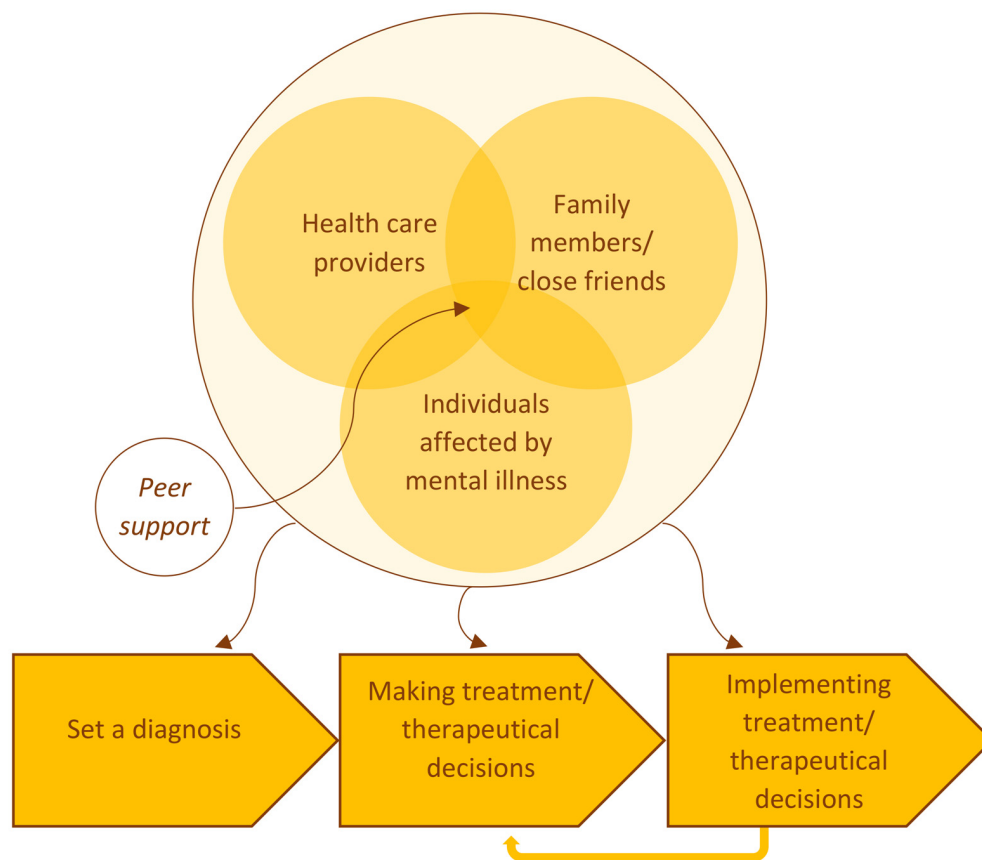 Health care
providers
Family
members/
close friends
Individuals
affected by
mental illness
Peer
support
Set a diagnosis
Making treatment/
therapeutical
decisions
Implementing
treatment/
therapeutical
decisions